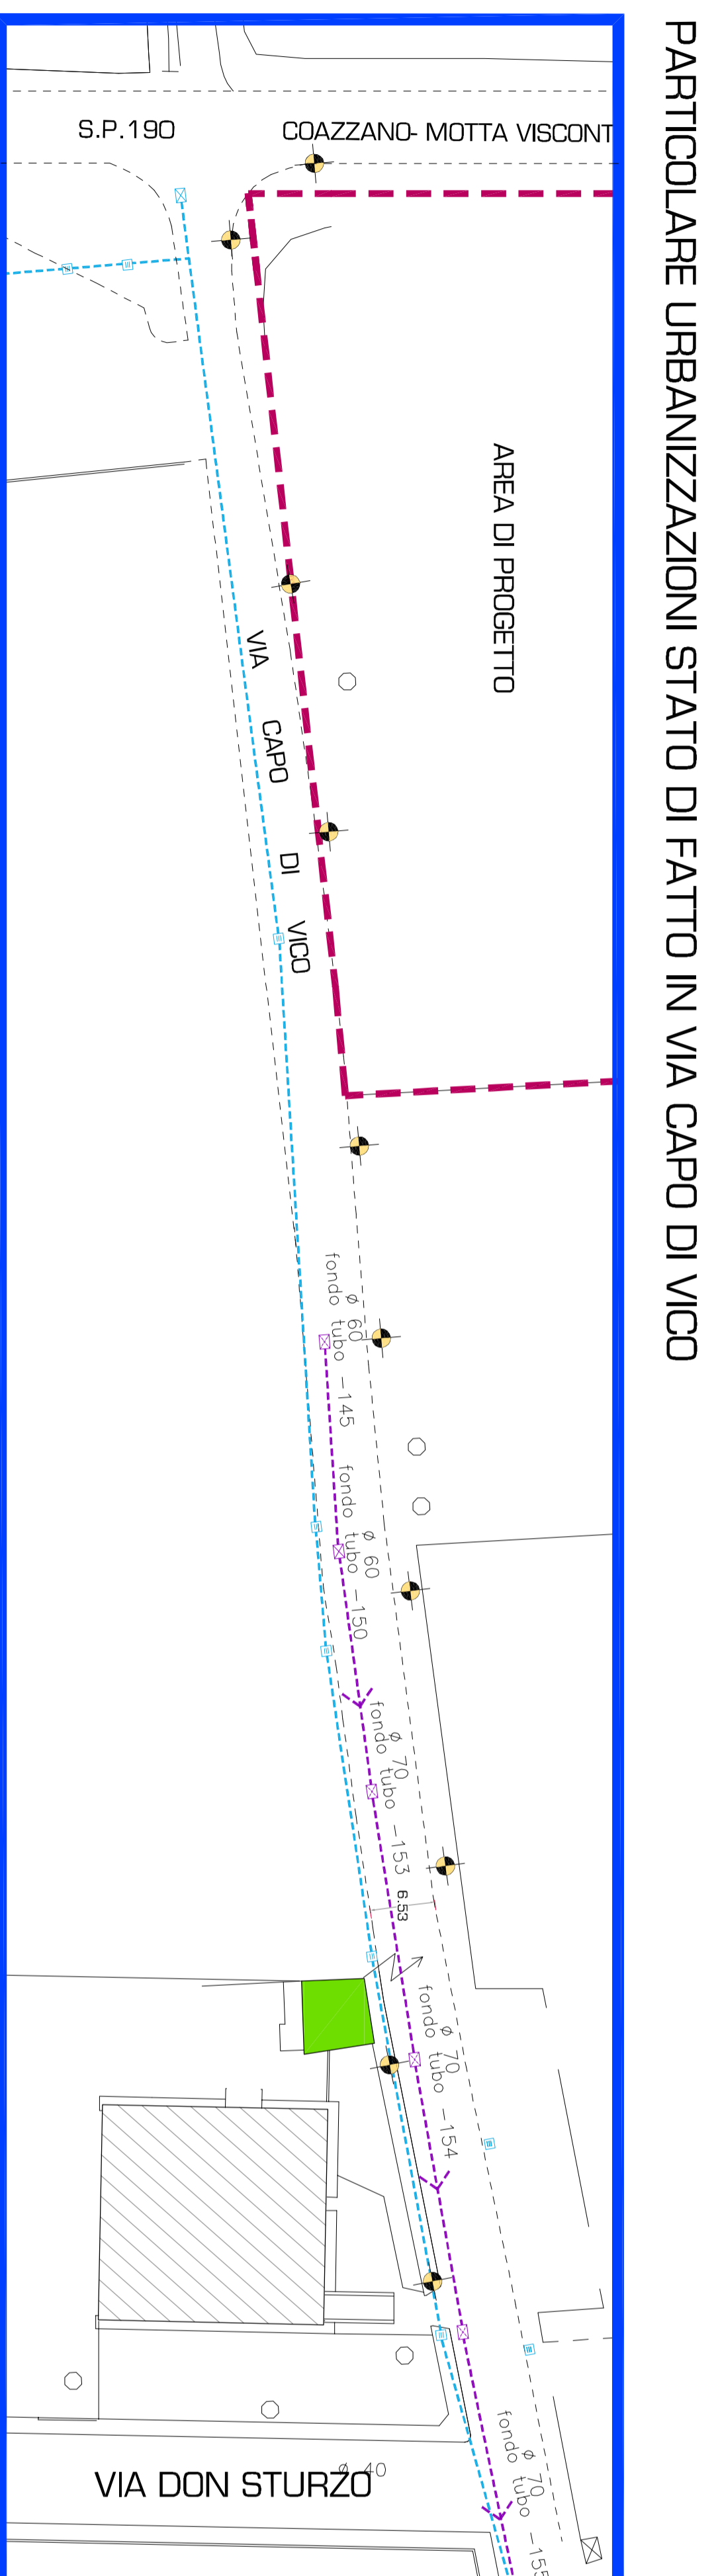 PARTICOLARE URBANIZZAZIONI STATO DI FATTO IN VIA CAPO DI VICO
S.P.190
COAZZANO- MOTTA VISCONT
AREA DI PROGETTO
VIA CAPO DI VICO
Ø 60
fondo tubo -145
Ø 60
fondo tubo -150
Ø 70
fondo tubo -153
6.53
Ø 70
fondo tubo -154
Ø 70
fondo tubo -155
Ø 40
VIA DON STURZO